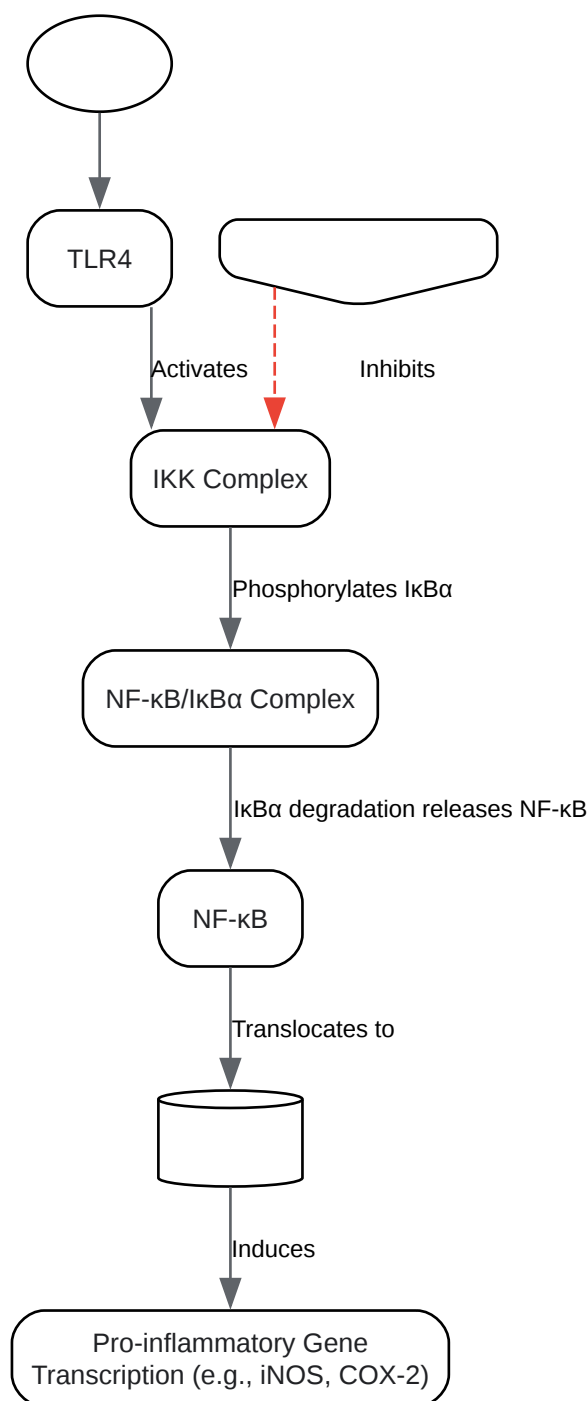 TLR4
Activates
Inhibits
IKK Complex
Phosphorylates IκBα
NF-κB/IκBα Complex
IκBα degradation releases NF-κB
NF-κB
Translocates to
Induces
Pro-inflammatory Gene
Transcription (e.g., iNOS, COX-2)